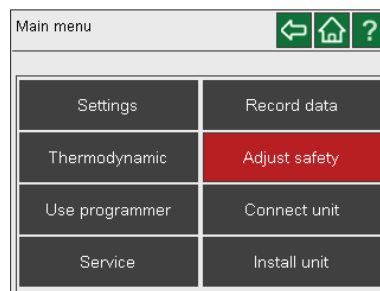 Main menu
?
Settings
Record data
Thermodynamic
Adjust safety
Use programmer
Connect unit
Service
Install unit